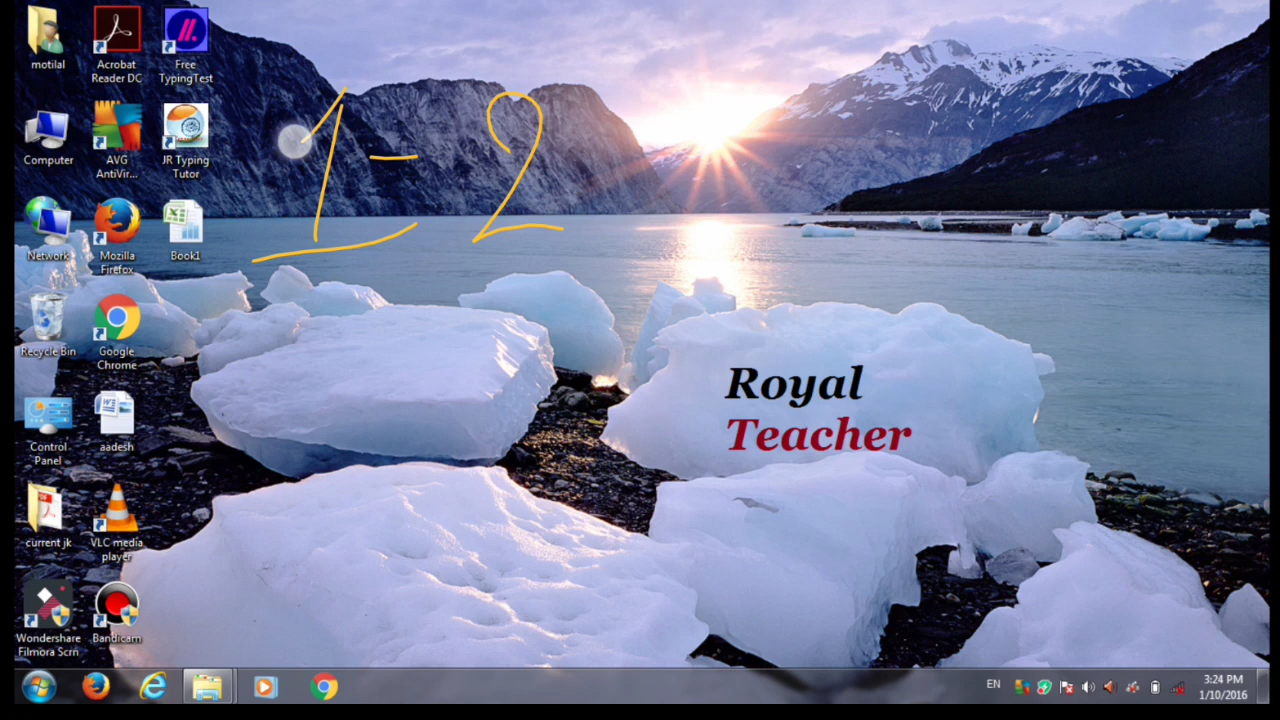 motilal
Acrobat Reader DC
Free TypingTest
Computer
AVG AntiVir...
JR Typing Tutor
Network
Mozilla Firefox
Book1
Recycle Bin
Google Chrome
Control Panel
aadesh
current jk
VLC media player
Wondershare Filmora Scrn
Bandicam
1-2
Royal
Teacher
EN
3:24 PM
1/10/2016